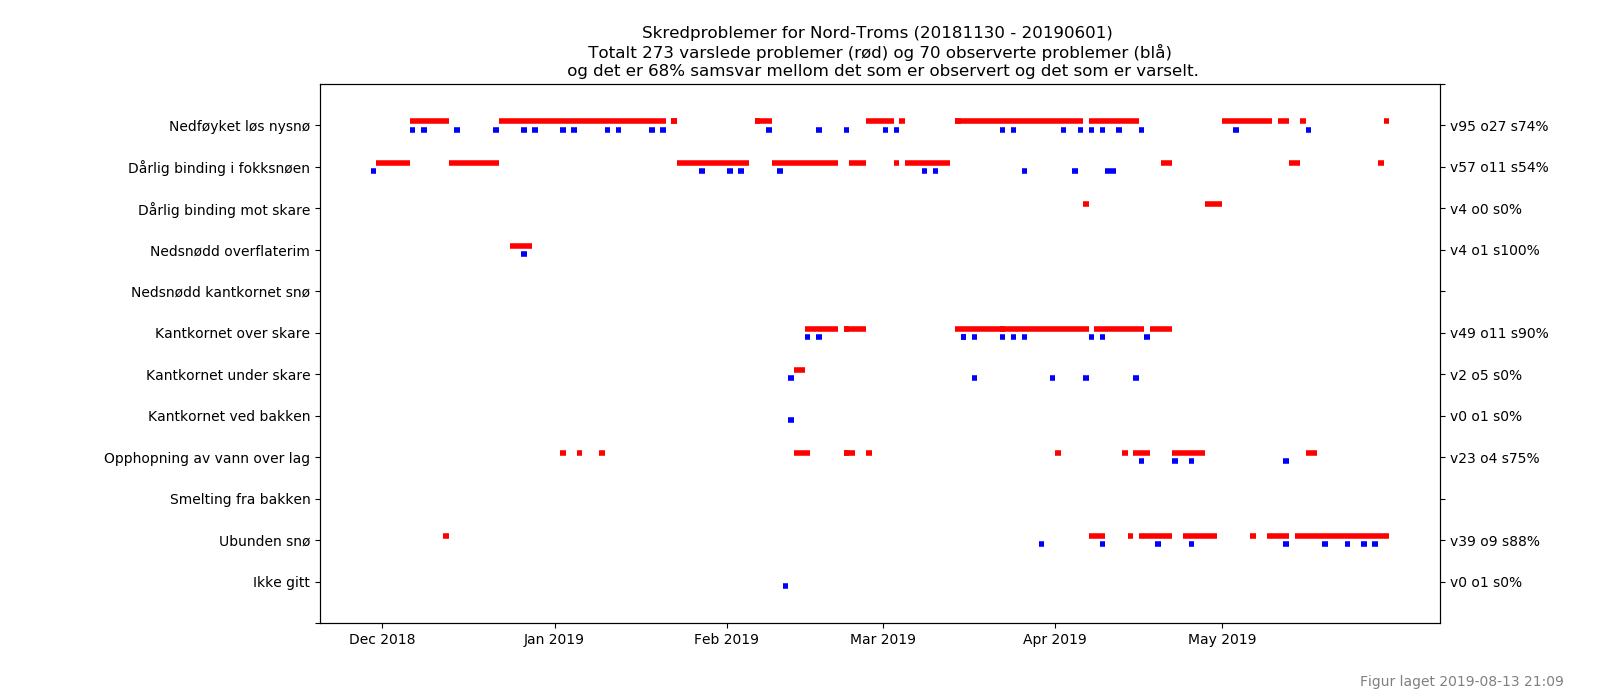 Skredproblemer for Nord-Troms (20181130 - 20190601)
Totalt 273 varslede problemer (rød) og 70 observerte problemer (blå)
og det er 68% samsvar mellom det som er observert og det som er varselt.
Nedføyket løs nysnø v95 o27 s74%
Dårlig binding i fokksnøen v57 o11 s54%
Dårlig binding mot skare v4 o0 s0%
Nedsnødd overflaterim v4 o1 s100%
Nedsnødd kantkornet snø
Kantkornet over skare v49 o11 s90%
Kantkornet under skare v2 o5 s0%
Kantkornet ved bakken v0 o1 s0%
Opphopning av vann over lag v23 o4 s75%
Smelting fra bakken
Ubunden snø v39 o9 s88%
Ikke gitt v0 o1 s0%
Dec 2018 Jan 2019 Feb 2019 Mar 2019 Apr 2019 May 2019
Figur laget 2019-08-13 21:09